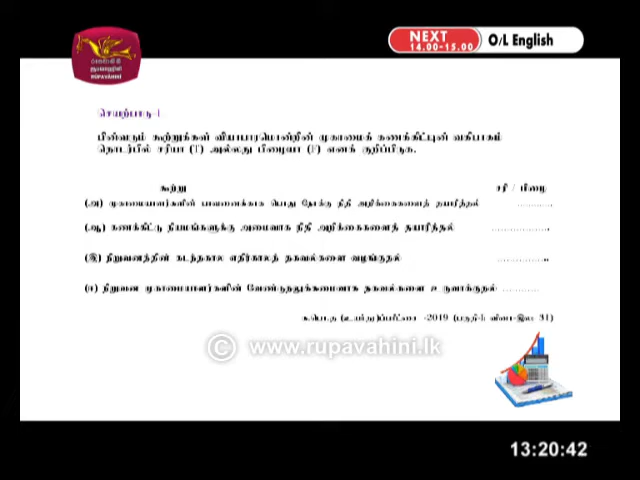 NEXT
14.00-15.00
O/L English
RUPAVAHINI
செயற்பாடு-1
பின்வரும் கூற்றுக்கள் வியாபாரமொன்றின் முகாமைக் கணக்கீட்டின் வகிபாகம்
தொடர்பில் சரியா (T) அல்லது பிழையா (F) எனக் குறிப்பிடுக.
கூற்று சரி / பிழை
(அ) முகாமையாளர்களின் பாவனைக்காக பொது நோக்கு நிதி அறிக்கைகளைத் தயாரித்தல் ............
(ஆ) கணக்கீட்டு நியமங்களுக்கு அமைவாக நிதி அறிக்கைகளைத் தயாரித்தல் ...................
(இ) நிறுவனத்தின் கடந்தகால எதிர்காலத் தகவல்களை வழங்குதல் ................
(ஈ) நிறுவன முகாமையாளர்களின் வேண்டுதலுக்கமைவாக தகவல்களை உருவாக்குதல் ............
க.பொ.த (உயர்தர)ப்பரீட்சை -2019 (பகுதி-I வினா-இல 31)
© www.rupavahini.lk
13:20:42